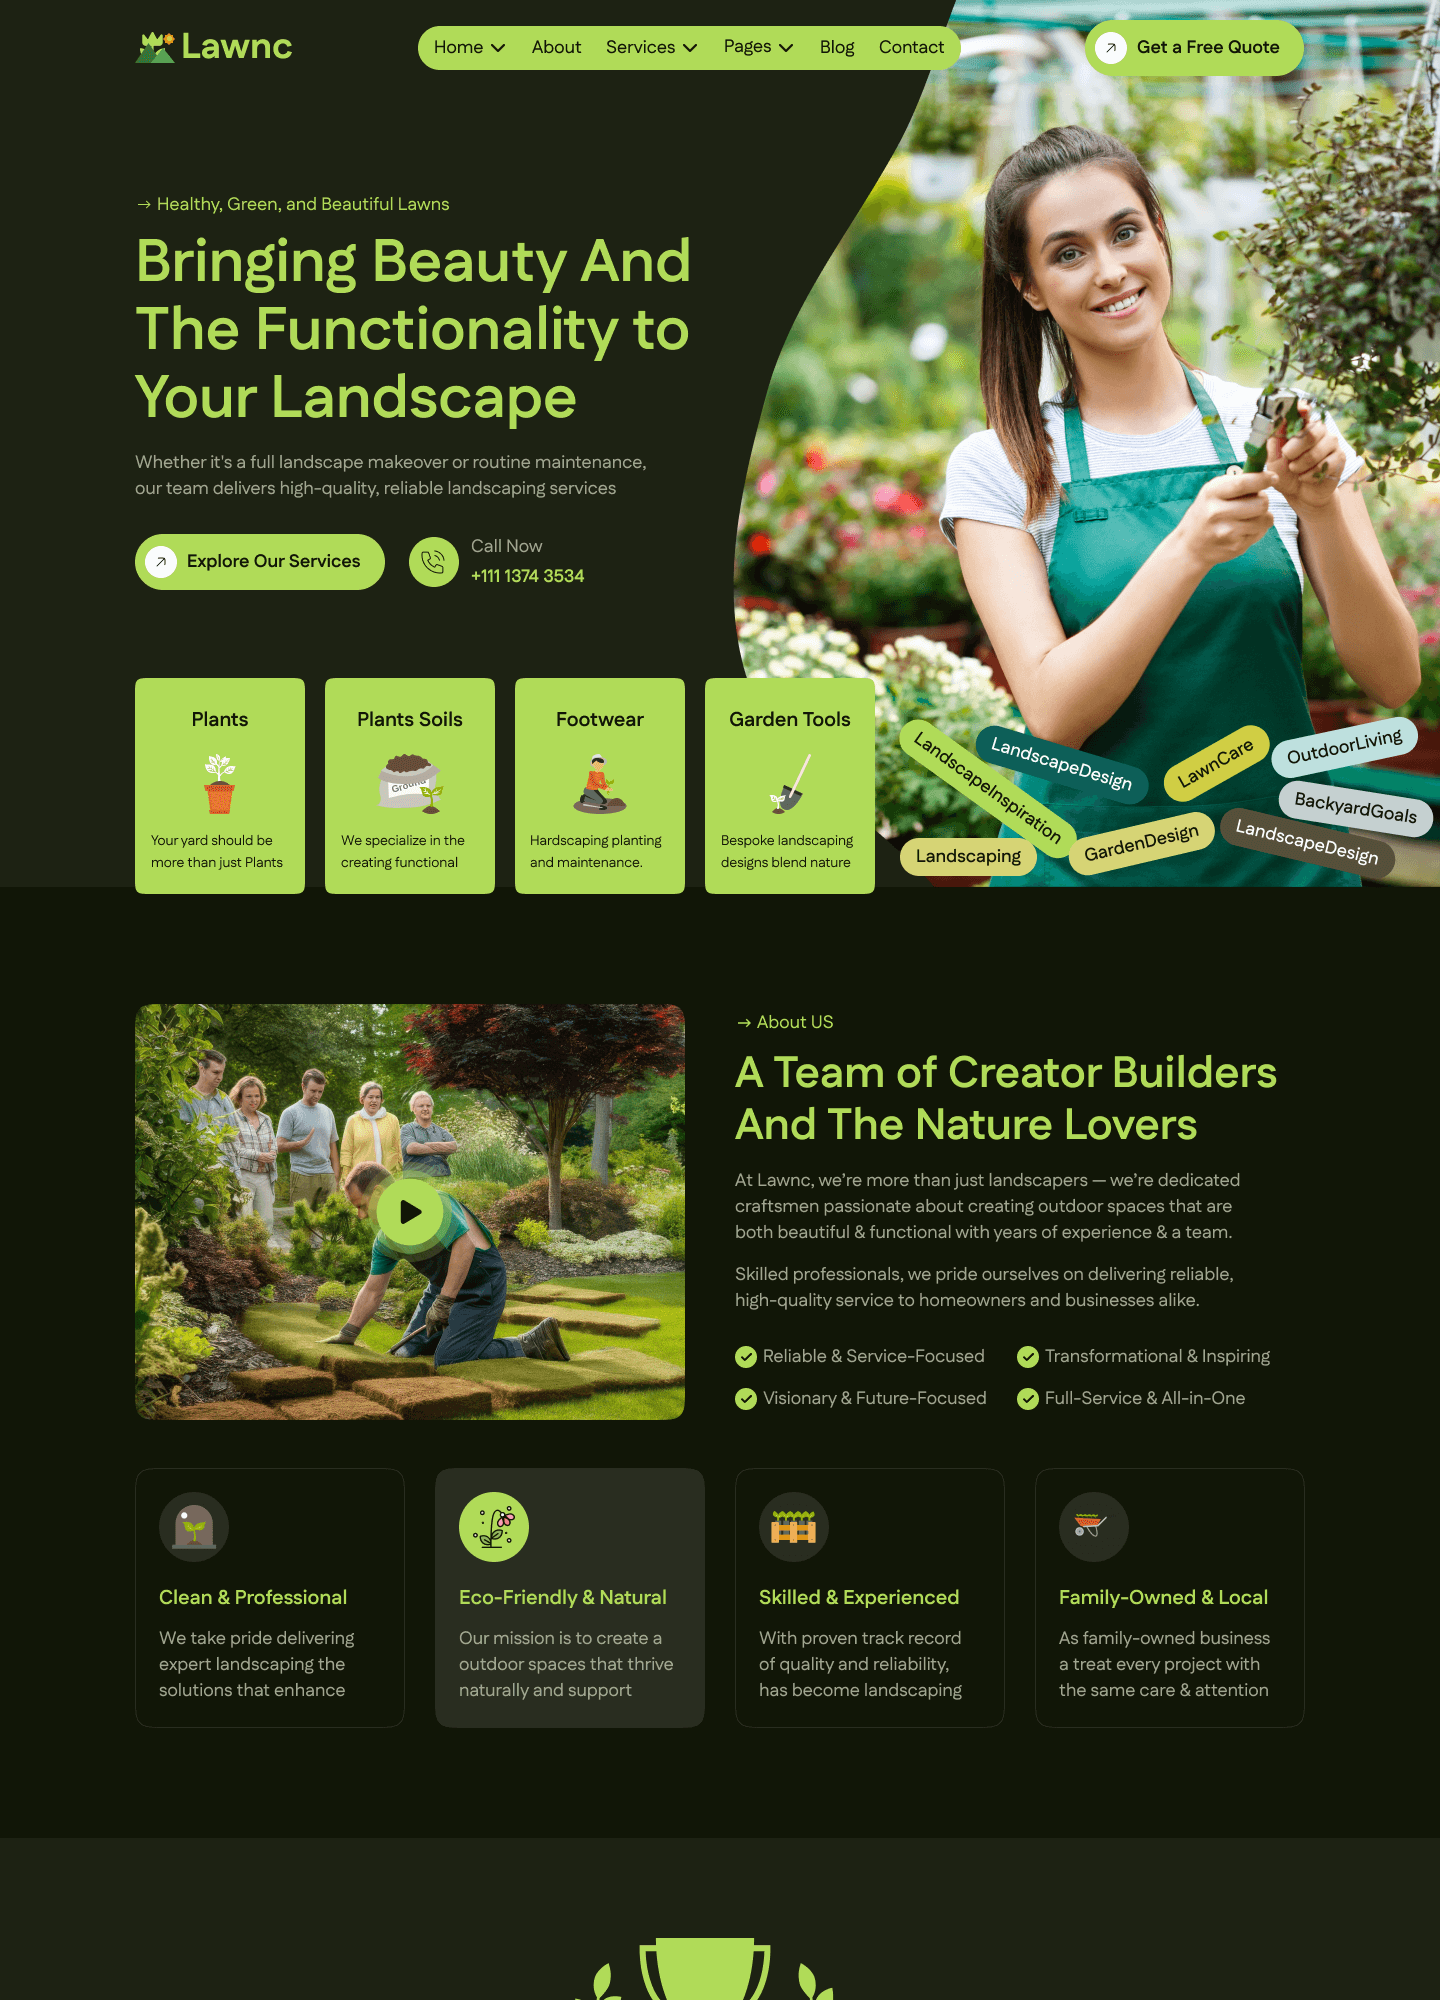 Lawnc
Home
About
Services
Pages
Blog
Contact
Get a Free Quote
→ Healthy, Green, and Beautiful Lawns
Bringing Beauty And
The Functionality to
Your Landscape
Whether it's a full landscape makeover or routine maintenance,
our team delivers high-quality, reliable landscaping services
Explore Our Services
Call Now
+111 1374 3534
Plants
Your yard should be
more than just Plants
Plants Soils
Ground
We specialize in the
creating functional
Footwear
Hardscaping planting
and maintenance.
Garden Tools
Bespoke landscaping
designs blend nature
LandscapeInspiration
LandscapeDesign
LawnCare
OutdoorLiving
BackyardGoals
Landscaping
GardenDesign
LandscapeDesign
→ About US
A Team of Creator Builders
And The Nature Lovers
At Lawnc, we’re more than just landscapers — we’re dedicated
craftsmen passionate about creating outdoor spaces that are
both beautiful & functional with years of experience & a team.
Skilled professionals, we pride ourselves on delivering reliable,
high-quality service to homeowners and businesses alike.
Reliable & Service-Focused
Transformational & Inspiring
Visionary & Future-Focused
Full-Service & All-in-One
Clean & Professional
We take pride delivering
expert landscaping the
solutions that enhance
Eco-Friendly & Natural
Our mission is to create a
outdoor spaces that thrive
naturally and support
Skilled & Experienced
With proven track record
of quality and reliability,
has become landscaping
Family-Owned & Local
As family-owned business
a treat every project with
the same care & attention